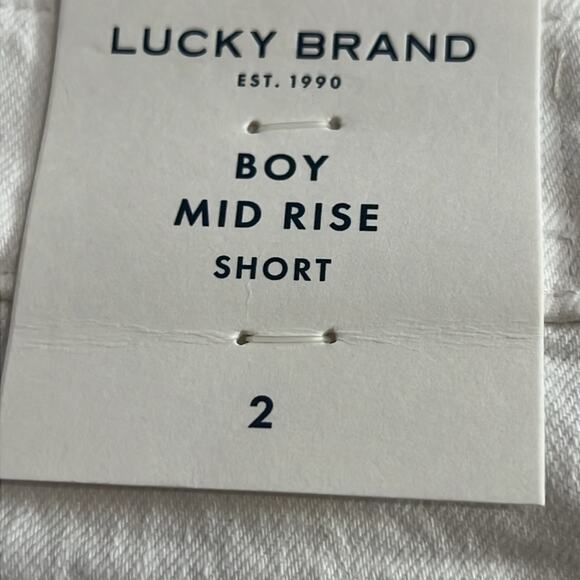 LUCKY BRAND
EST. 1990
BOY
MID RISE
SHORT
2